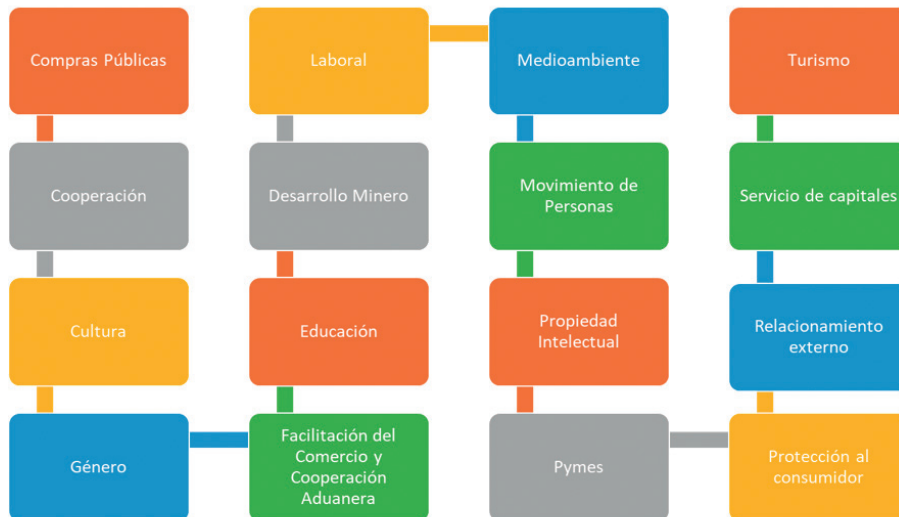 Compras Públicas
Cooperación
Cultura
Género
Facilitación del
Comercio y
Cooperación
Aduanera
Educación
Desarrollo Minero
Laboral
Medioambiente
Movimiento de
Personas
Propiedad
Intelectual
Pymes
Protección al
consumidor
Relacionamiento
externo
Servicio de capitales
Turismo